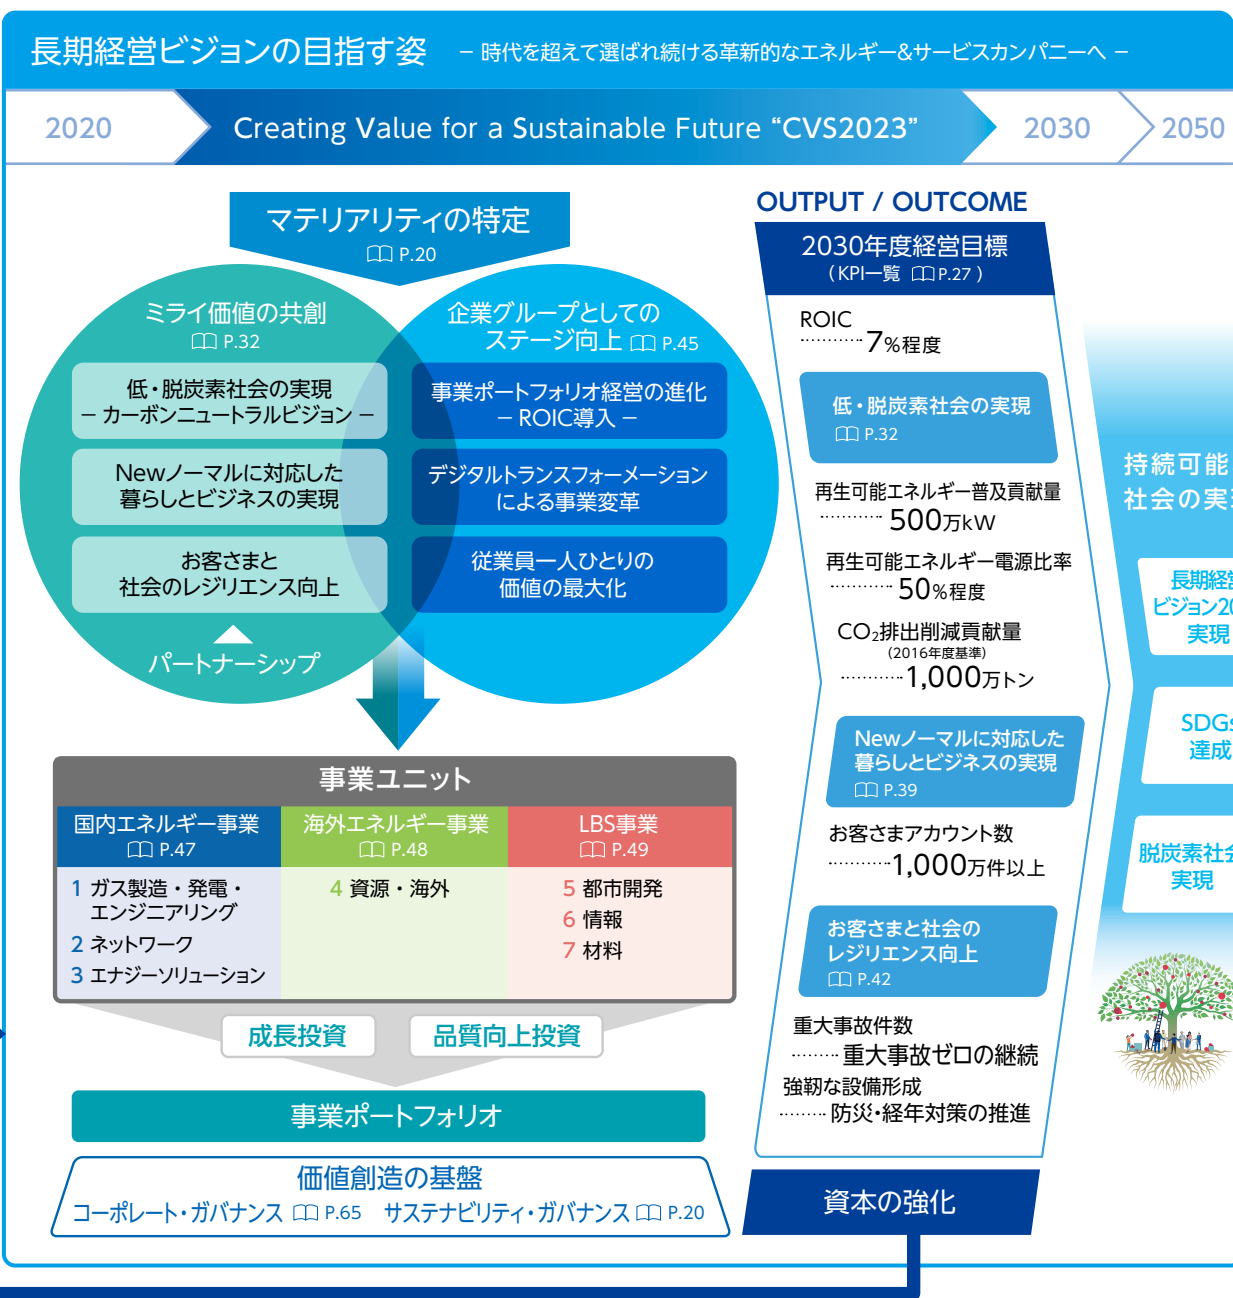 長期経営ビジョンの目指す姿 － 時代を超えて選ばれ続ける革新的なエネルギー&サービスカンパニーへ －
2020
Creating Value for a Sustainable Future “CVS2023”
2030
2050
マテリアリティの特定
P.20
ミライ価値の共創
P.32
低・脱炭素社会の実現
－ カーボンニュートラルビジョン －
Newノーマルに対応した
暮らしとビジネスの実現
お客さまと
社会のレジリエンス向上
パートナーシップ
企業グループとしての
ステージ向上 P.45
事業ポートフォリオ経営の進化
－ ROIC導入 －
デジタルトランスフォーメーション
による事業変革
従業員一人ひとりの
価値の最大化
事業ユニット
国内エネルギー事業
P.47
1 ガス製造・発電・
エンジニアリング
2 ネットワーク
3 エナジーソリューション
海外エネルギー事業
P.48
4 資源・海外
LBS事業
P.49
5 都市開発
6 情報
7 材料
成長投資
品質向上投資
事業ポートフォリオ
価値創造の基盤
コーポレート・ガバナンス P.65 サステナビリティ・ガバナンス P.20
OUTPUT / OUTCOME
2030年度経営目標
(KPI一覧 P.27)
ROIC
7%程度
低・脱炭素社会の実現
P.32
再生可能エネルギー普及貢献量
500万kW
再生可能エネルギー電源比率
50%程度
CO₂排出削減貢献量
(2016年度基準)
1,000万トン
Newノーマルに対応した
暮らしとビジネスの実現
P.39
お客さまアカウント数
1,000万件以上
お客さまと社会の
レジリエンス向上
P.42
重大事故件数
重大事故ゼロの継続
強靭な設備形成
防災・経年対策の推進
資本の強化
持続可能
社会の実
長期経
ビジョン20
実現
SDGs
達成
脱炭素社
実現